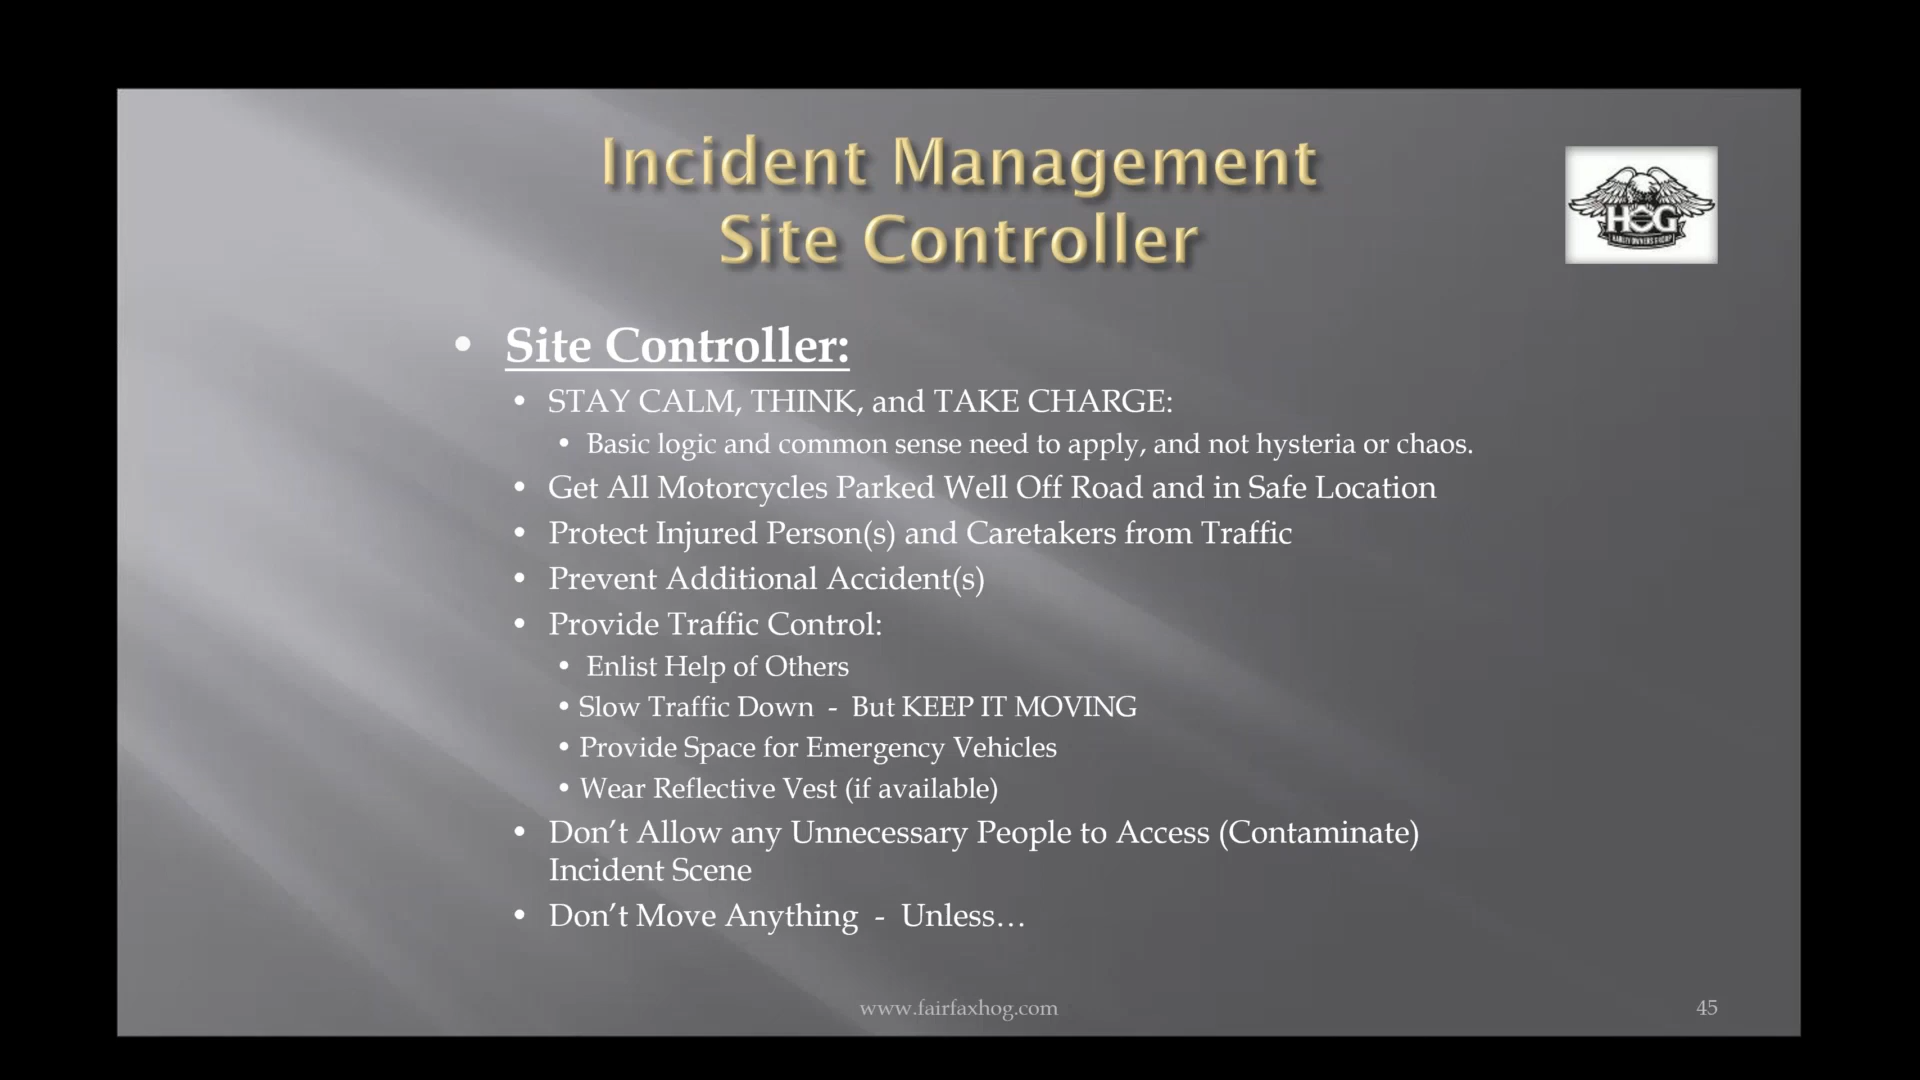 Incident Management
Site Controller
HOG
HARLEY OWNERS GROUP
• Site Controller:
• STAY CALM, THINK, and TAKE CHARGE:
• Basic logic and common sense need to apply, and not hysteria or chaos.
• Get All Motorcycles Parked Well Off Road and in Safe Location
• Protect Injured Person(s) and Caretakers from Traffic
• Prevent Additional Accident(s)
• Provide Traffic Control:
• Enlist Help of Others
• Slow Traffic Down - But KEEP IT MOVING
• Provide Space for Emergency Vehicles
• Wear Reflective Vest (if available)
• Don’t Allow any Unnecessary People to Access (Contaminate)
Incident Scene
• Don’t Move Anything - Unless…
www.fairfaxhog.com
45